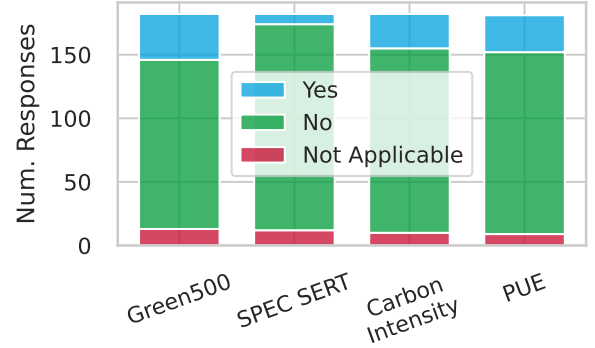 Num. Responses
150
100
50
0
Yes
No
Not Applicable
Green500
SPEC SERT
Carbon
Intensity
PUE